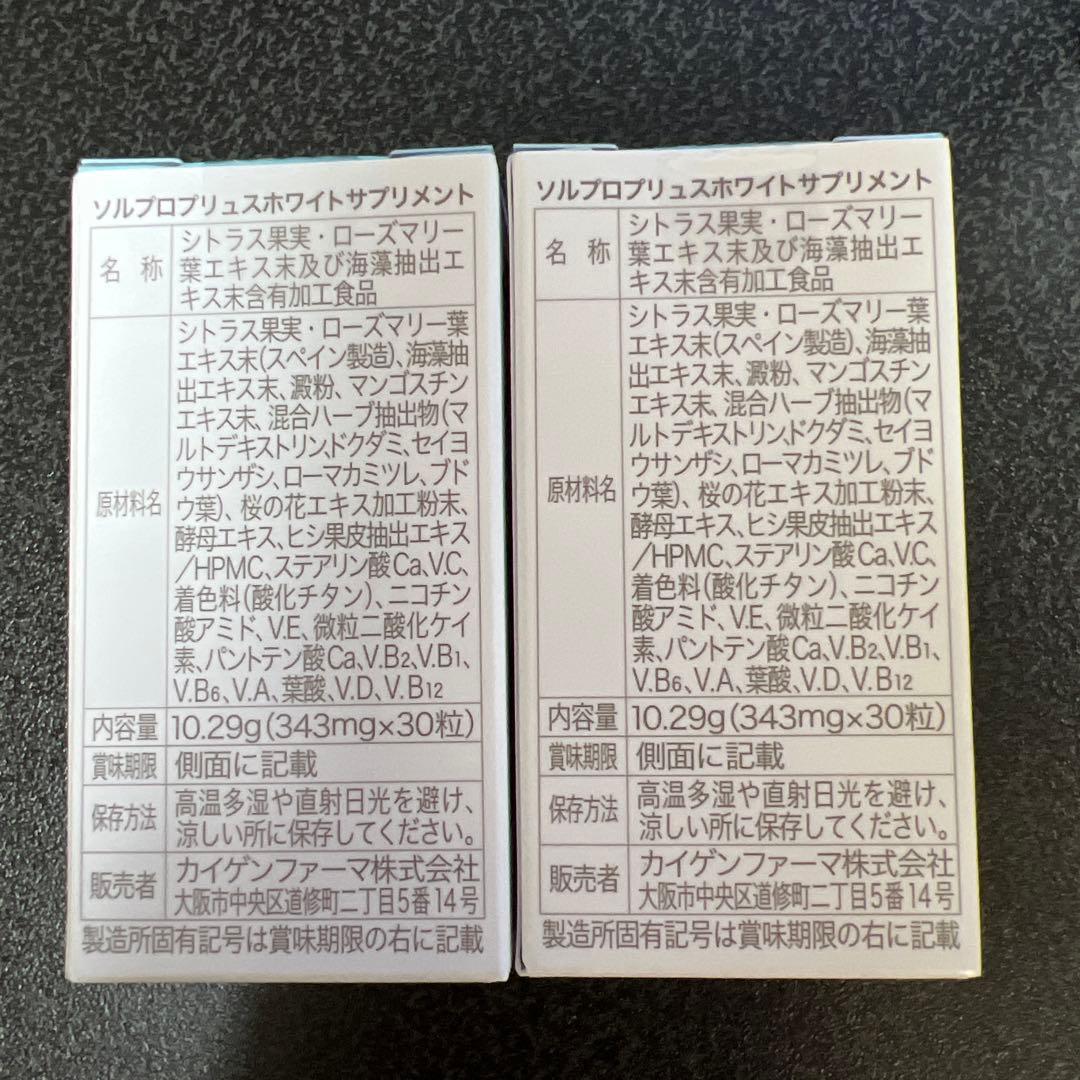 ソルプロプリュスホワイトサプリメント
名称
シトラス果実・ローズマリー
葉エキス末及び海藻抽出エ
キス末含有加工食品
原材料名
シトラス果実・ローズマリー葉
エキス末(スペイン製造)、海藻抽
出エキス末、澱粉、マンゴスチン
エキス末、混合ハーブ抽出物(マ
ルトデキストリン、ドクダミ、セイヨ
ウサンザシ、ローマカミツレ、ブド
ウ葉)、桜の花エキス加工粉末、
酵母エキス、ヒシ果皮抽出エキス
/HPMC、ステアリン酸Ca、V.C、
着色料(酸化チタン)、ニコチン
酸アミド、V.E、微粒二酸化ケイ
素、パントテン酸Ca、V.B2、V.B1、
V.B6、V.A、葉酸、V.D、V.B12
内容量 10.29g(343mg×30粒)
賞味期限 側面に記載
保存方法
高温多湿や直射日光を避け、
涼しい所に保存してください。
販売者
カイゲンファーマ株式会社
大阪市中央区道修町二丁目5番14号
製造所固有記号は賞味期限の右に記載
ソルプロプリュスホワイトサプリメント
名称
シトラス果実・ローズマリー
葉エキス末及び海藻抽出エ
キス末含有加工食品
原材料名
シトラス果実・ローズマリー葉
エキス末(スペイン製造)、海藻抽
出エキス末、澱粉、マンゴスチン
エキス末、混合ハーブ抽出物(マ
ルトデキストリン、ドクダミ、セイヨ
ウサンザシ、ローマカミツレ、ブド
ウ葉)、桜の花エキス加工粉末、
酵母エキス、ヒシ果皮抽出エキス
/HPMC、ステアリン酸Ca、V.C、
着色料(酸化チタン)、ニコチン
酸アミド、V.E、微粒二酸化ケイ
素、パントテン酸Ca、V.B2、V.B1、
V.B6、V.A、葉酸、V.D、V.B12
内容量 10.29g(343mg×30粒)
賞味期限 側面に記載
保存方法
高温多湿や直射日光を避け、
涼しい所に保存してください。
販売者
カイゲンファーマ株式会社
大阪市中央区道修町二丁目5番14号
製造所固有記号は賞味期限の右に記載